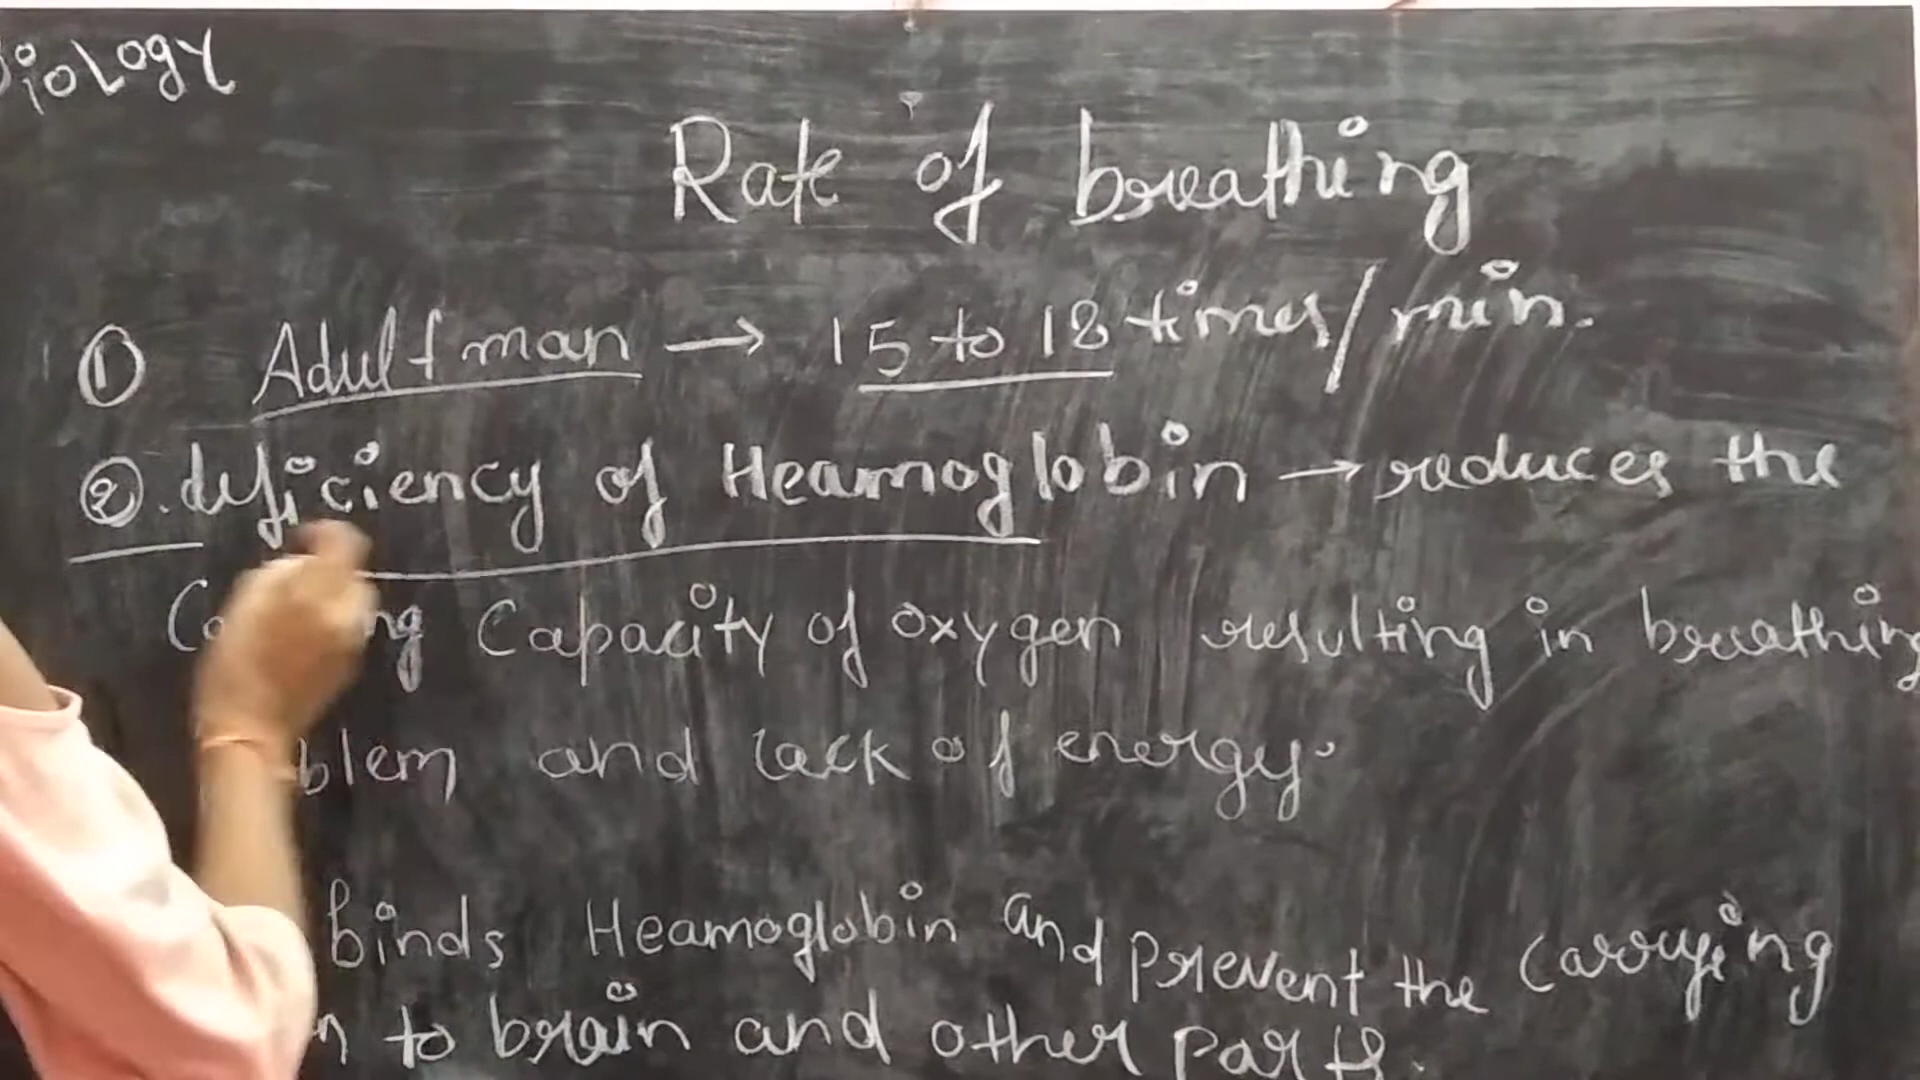 Biology
Rate of breathing
① Adult man → 15 to 18 times/min.
②. deficiency of Heamoglobin → reduces the
Capacity of oxygen resulting in breathing
and lack of energy.
binds Heamoglobin and prevent the carrying
to brain and other parts.